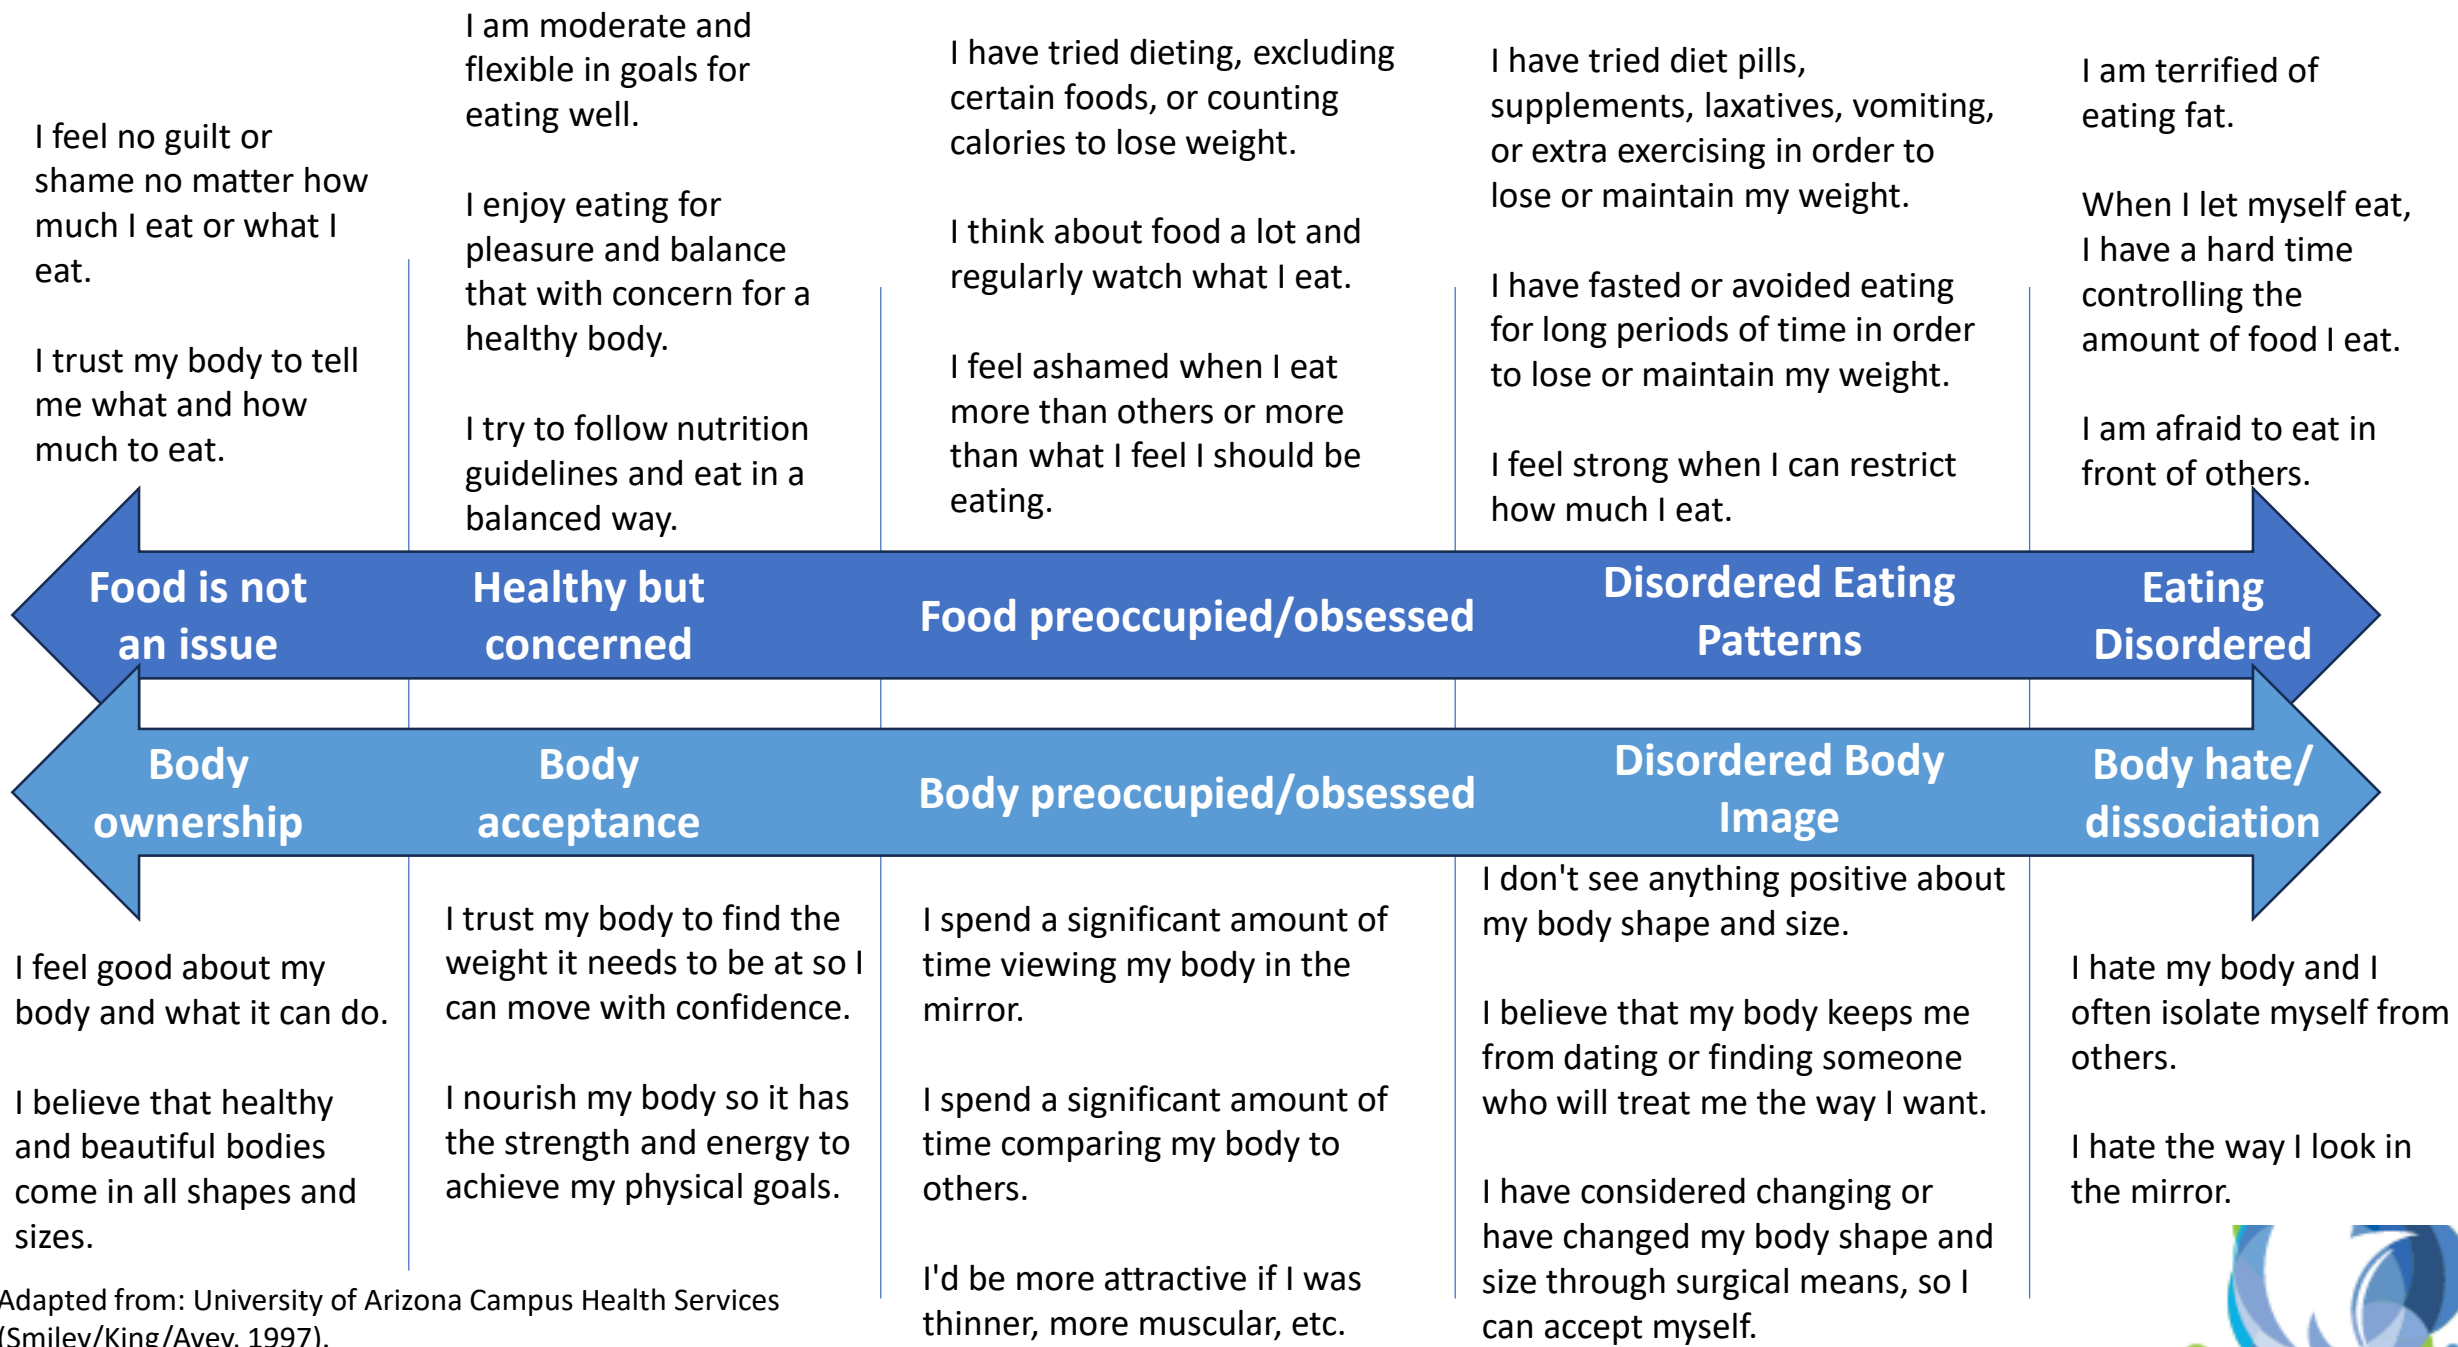 I feel no guilt or
shame no matter how
much I eat or what I
eat.
I trust my body to tell
me what and how
much to eat.
I am moderate and
flexible in goals for
eating well.
I enjoy eating for
pleasure and balance
that with concern for a
healthy body.
I try to follow nutrition
guidelines and eat in a
balanced way.
I have tried dieting, excluding
certain foods, or counting
calories to lose weight.
I think about food a lot and
regularly watch what I eat.
I feel ashamed when I eat
more than others or more
than what I feel I should be
eating.
I have tried diet pills,
supplements, laxatives, vomiting,
or extra exercising in order to
lose or maintain my weight.
I have fasted or avoided eating
for long periods of time in order
to lose or maintain my weight.
I feel strong when I can restrict
how much I eat.
I am terrified of
eating fat.
When I let myself eat,
I have a hard time
controlling the
amount of food I eat.
I am afraid to eat in
front of others.
Food is not
an issue
Healthy but
concerned
Food preoccupied/obsessed
Disordered Eating
Patterns
Eating
Disordered
Body
ownership
Body
acceptance
Body preoccupied/obsessed
Disordered Body
Image
Body hate/
dissociation
I feel good about my
body and what it can do.
I believe that healthy
and beautiful bodies
come in all shapes and
sizes.
I trust my body to find the
weight it needs to be at so I
can move with confidence.
I nourish my body so it has
the strength and energy to
achieve my physical goals.
I spend a significant amount of
time viewing my body in the
mirror.
I spend a significant amount of
time comparing my body to
others.
I'd be more attractive if I was
thinner, more muscular, etc.
I don't see anything positive about
my body shape and size.
I believe that my body keeps me
from dating or finding someone
who will treat me the way I want.
I have considered changing or
have changed my body shape and
size through surgical means, so I
can accept myself.
I hate my body and I
often isolate myself from
others.
I hate the way I look in
the mirror.
Adapted from: University of Arizona Campus Health Services
(Smiley/King/Avey, 1997).